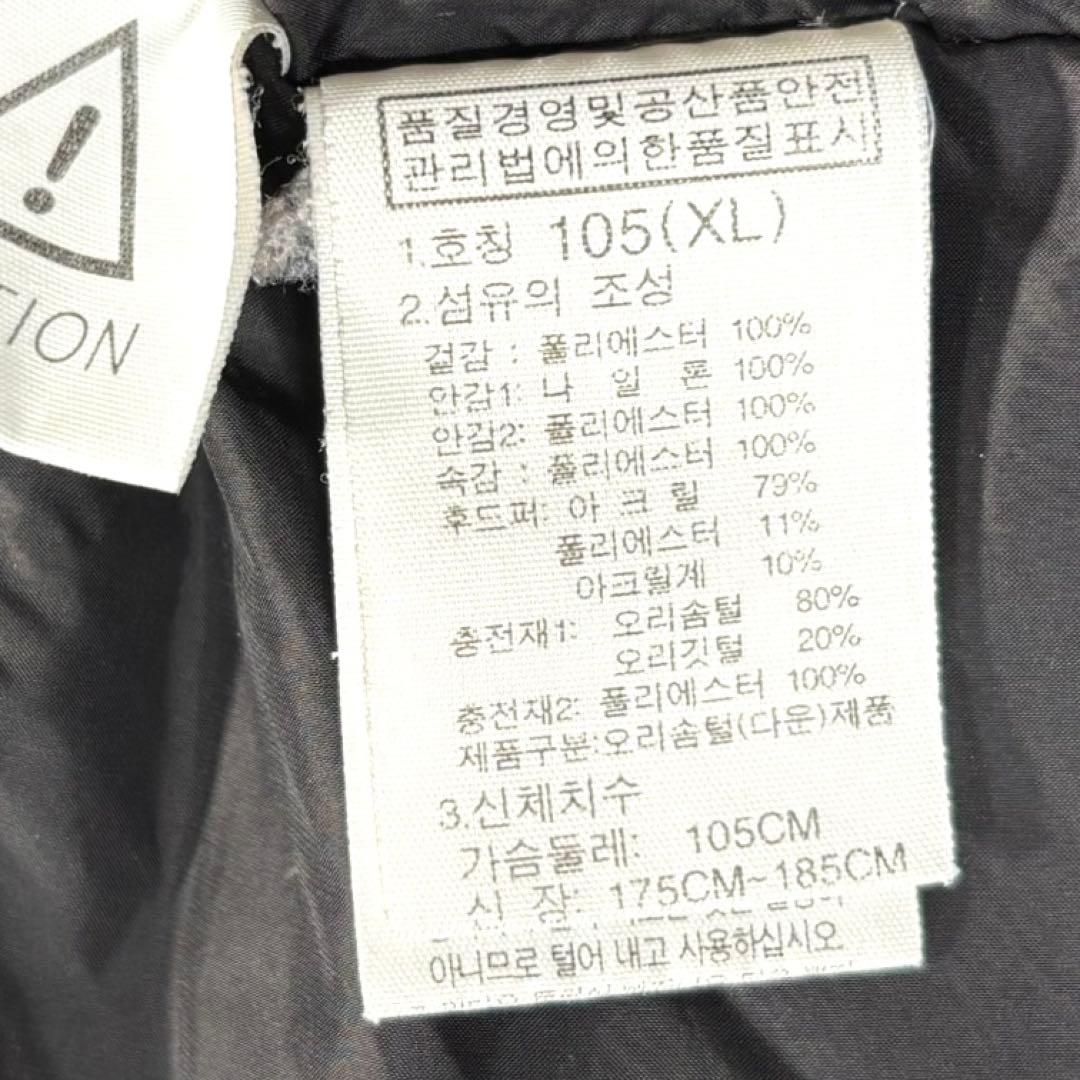 !
TION
품질경영및공산품안전
관리법에의한품질표시
1.호칭 105(XL)
2.섬유의 조성
겉감 : 폴리에스터 100%
안감1: 나 일 론 100%
안감2: 폴리에스터 100%
속감 : 폴리에스터 100%
후드퍼: 아 크 릴 79%
폴리에스터 11%
아크릴계 10%
충전재1: 오리솜털 80%
오리깃털 20%
충전재2: 폴리에스터 100%
제품구분:오리솜털(다운)제품
3.신체치수
가슴둘레: 105CM
신 장: 175CM~185CM
아니므로 털어 내고 사용하십시오